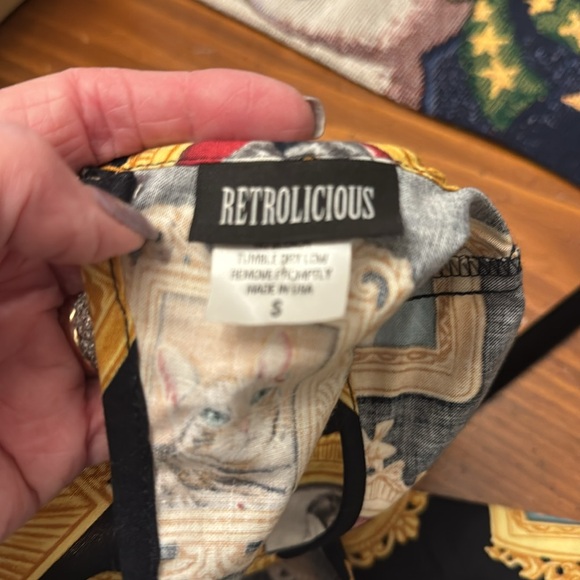 RETROLICIOUS
TUMBLE DRY LOW
REMOVE PROMPTLY
MADE IN USA
S